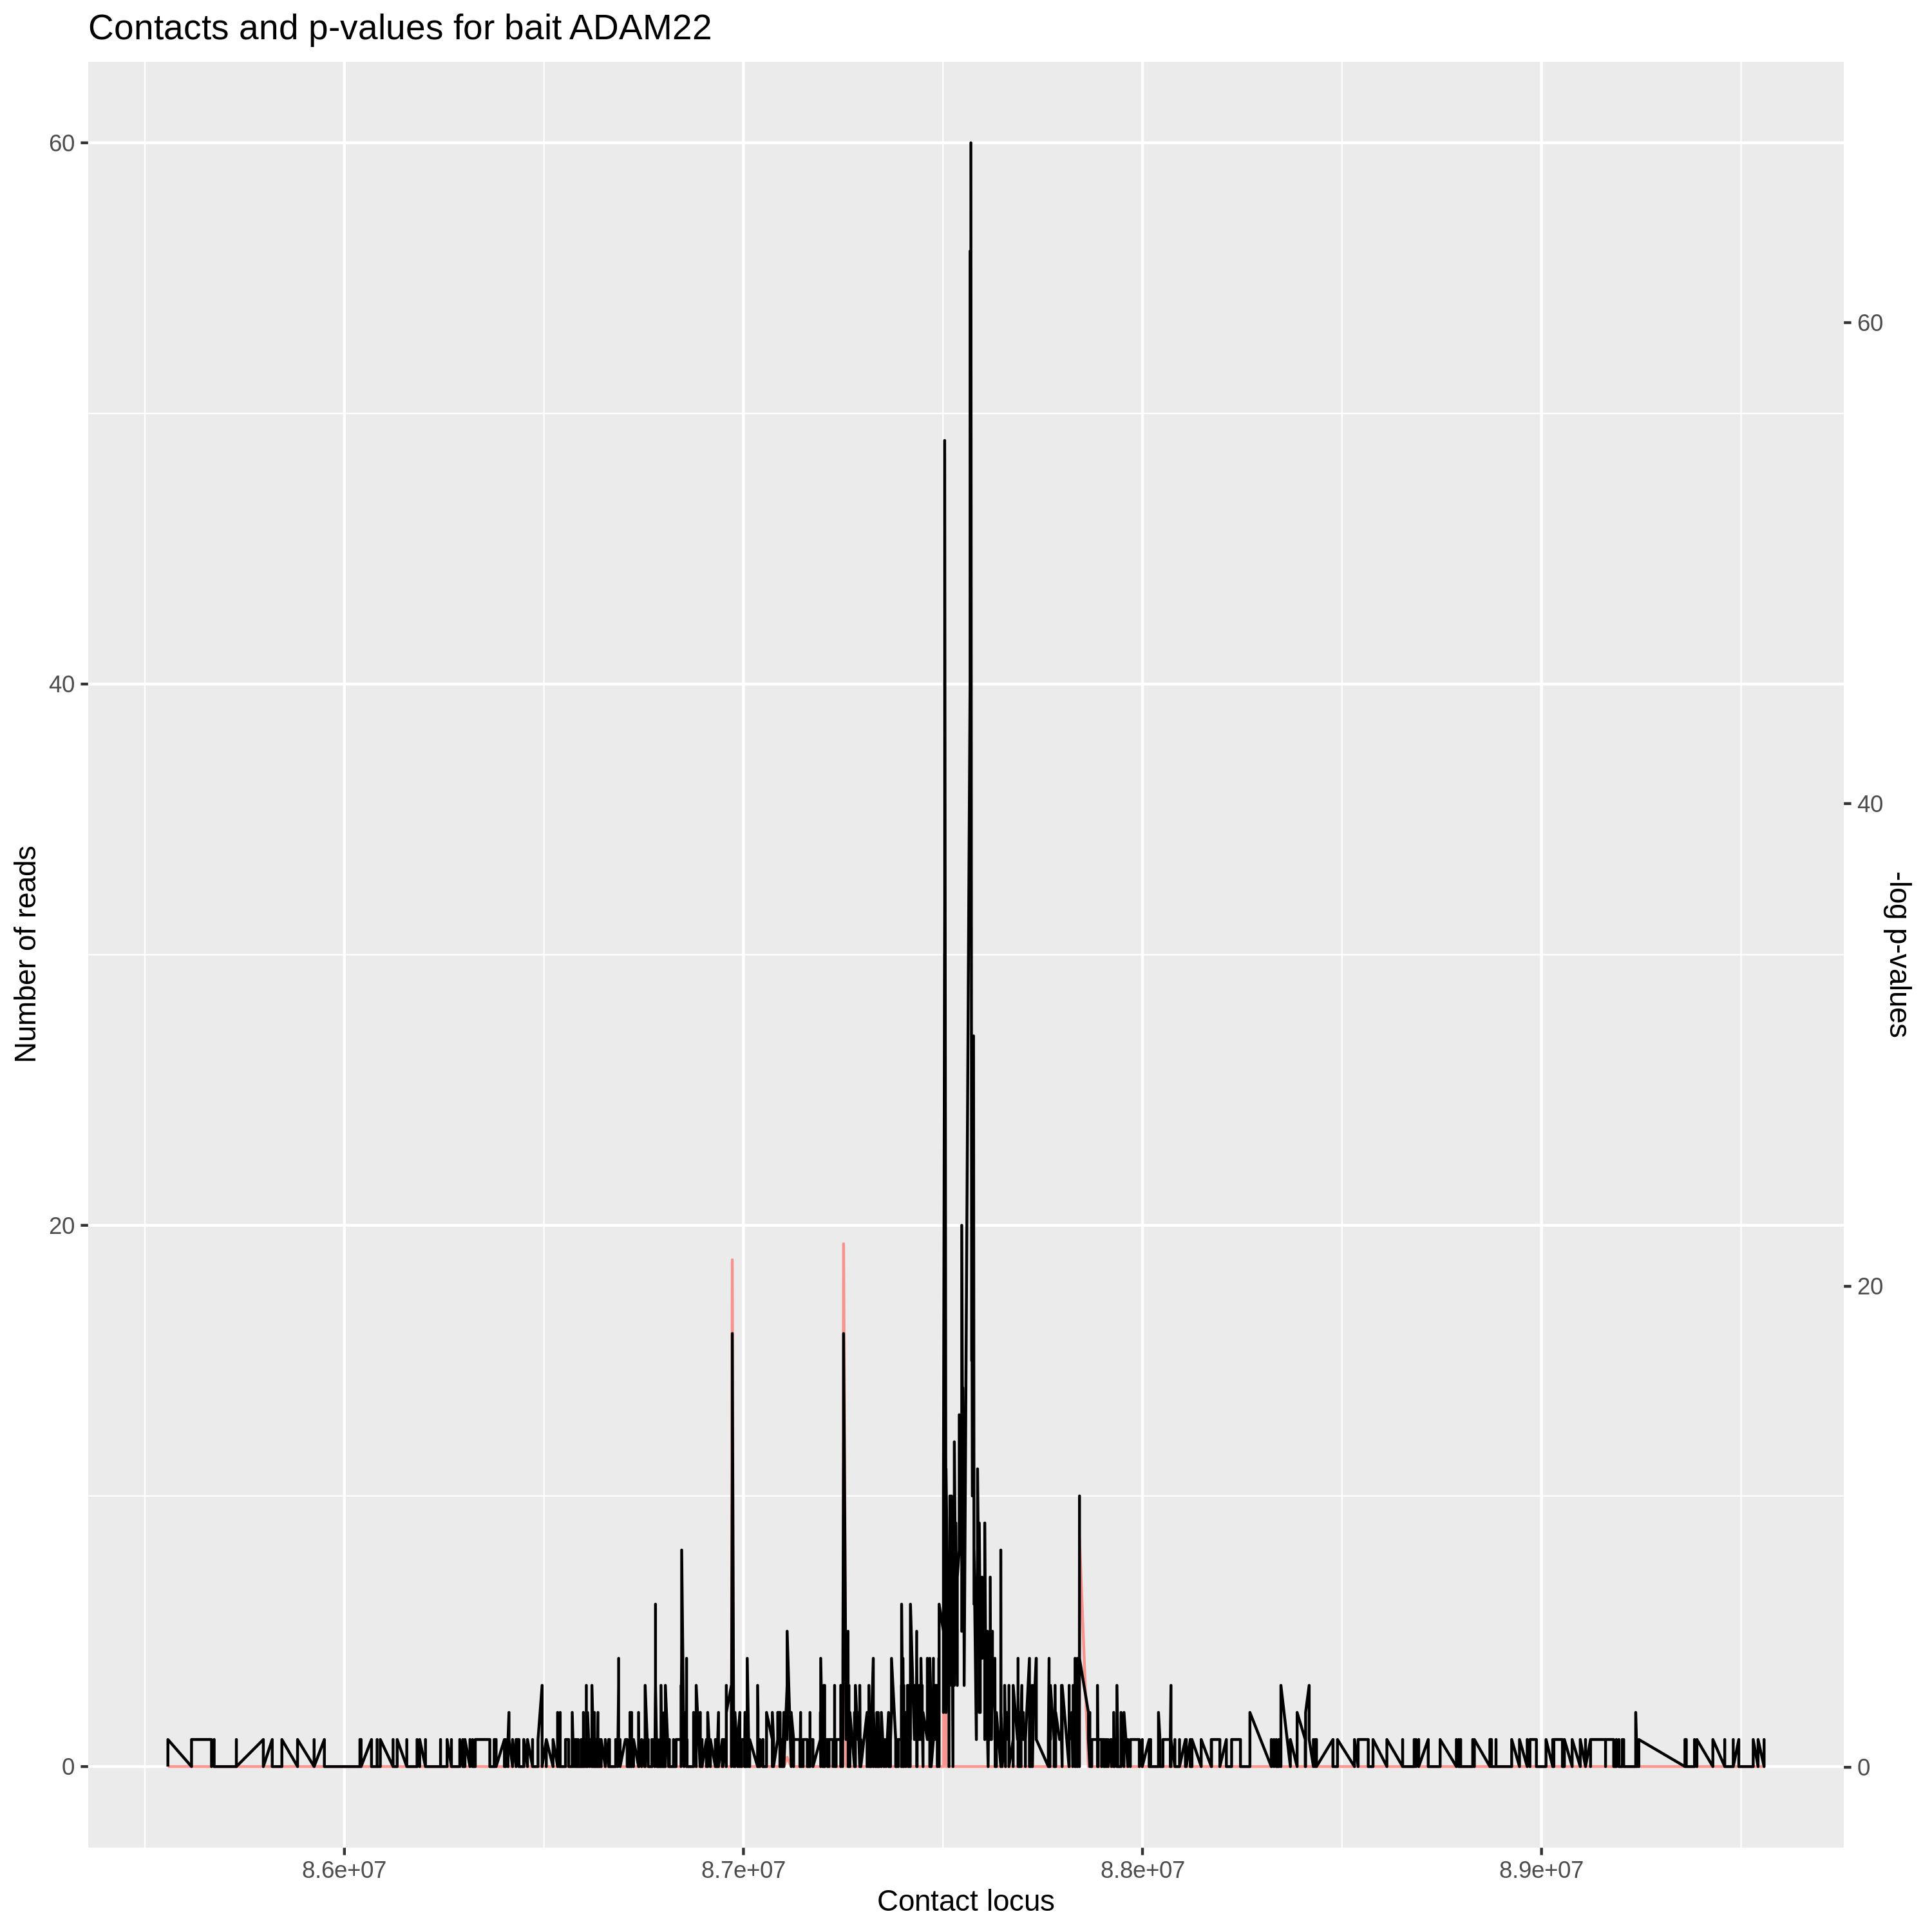 Contacts and p-values for bait ADAM22
60
40
20
0
Number of reads
60
40
20
0
-log p-values
8.6e+07 8.7e+07 8.8e+07 8.9e+07
Contact locus